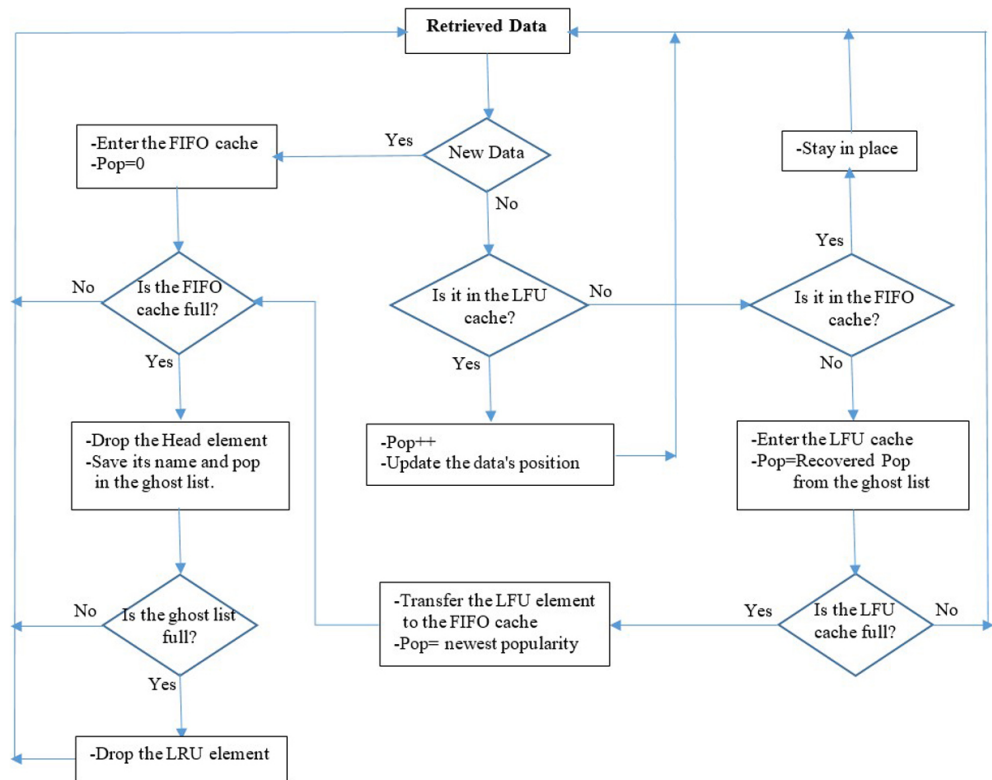 Retrieved Data
-Enter the FIFO cache
-Pop=0
Yes
New Data
No
-Stay in place
Yes
No
Is the FIFO
cache full?
Yes
Is it in the LFU
cache?
No
Yes
Is it in the FIFO
cache?
No
-Drop the Head element
-Save its name and pop
in the ghost list.
-Pop++
-Update the data's position
-Enter the LFU cache
-Pop=Recovered Pop
from the ghost list
No
Is the ghost list
full?
Yes
-Transfer the LFU element
to the FIFO cache
-Pop= newest popularity
Yes
Is the LFU
cache full?
No
-Drop the LRU element